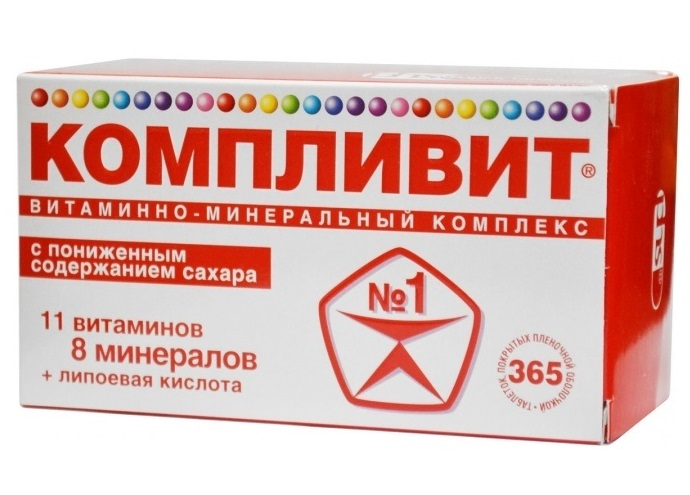 КОМПЛИВИТ®
ВИТАМИННО-МИНЕРАЛЬНЫЙ КОМПЛЕКС
с пониженным
содержанием сахара
№1
11 витаминов
8 минералов
+ липоевая кислота
365
таблеток, покрытых пленочной оболочкой